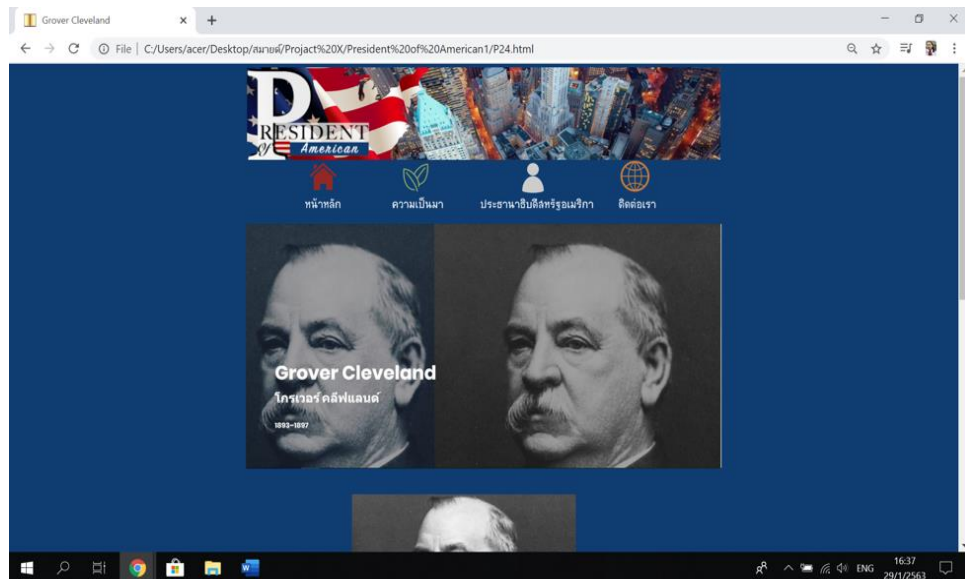 Grover Cleveland
File | C:/Users/acer/Desktop/สมายด์/Projact%20X/President%20of%20American1/P24.html
PRESIDENT
of American
หน้าหลัก
ความเป็นมา
ประธานาธิบดีสหรัฐอเมริกา
ติดต่อเรา
Grover Cleveland
โกรเวอร์ คลีฟแลนด์
1893-1897
ENG
16:37
29/1/2563